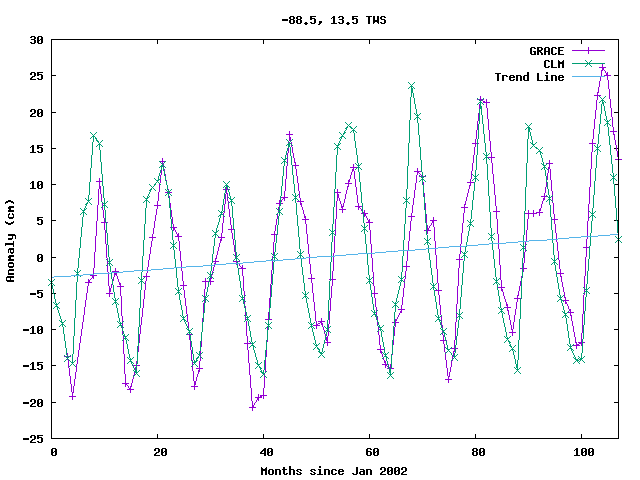 -88.5, 13.5 TWS
GRACE
CLM
Trend Line
30
25
20
15
10
5
0
-5
-10
-15
-20
-25
Anomaly (cm)
0 20 40 60 80 100
Months since Jan 2002